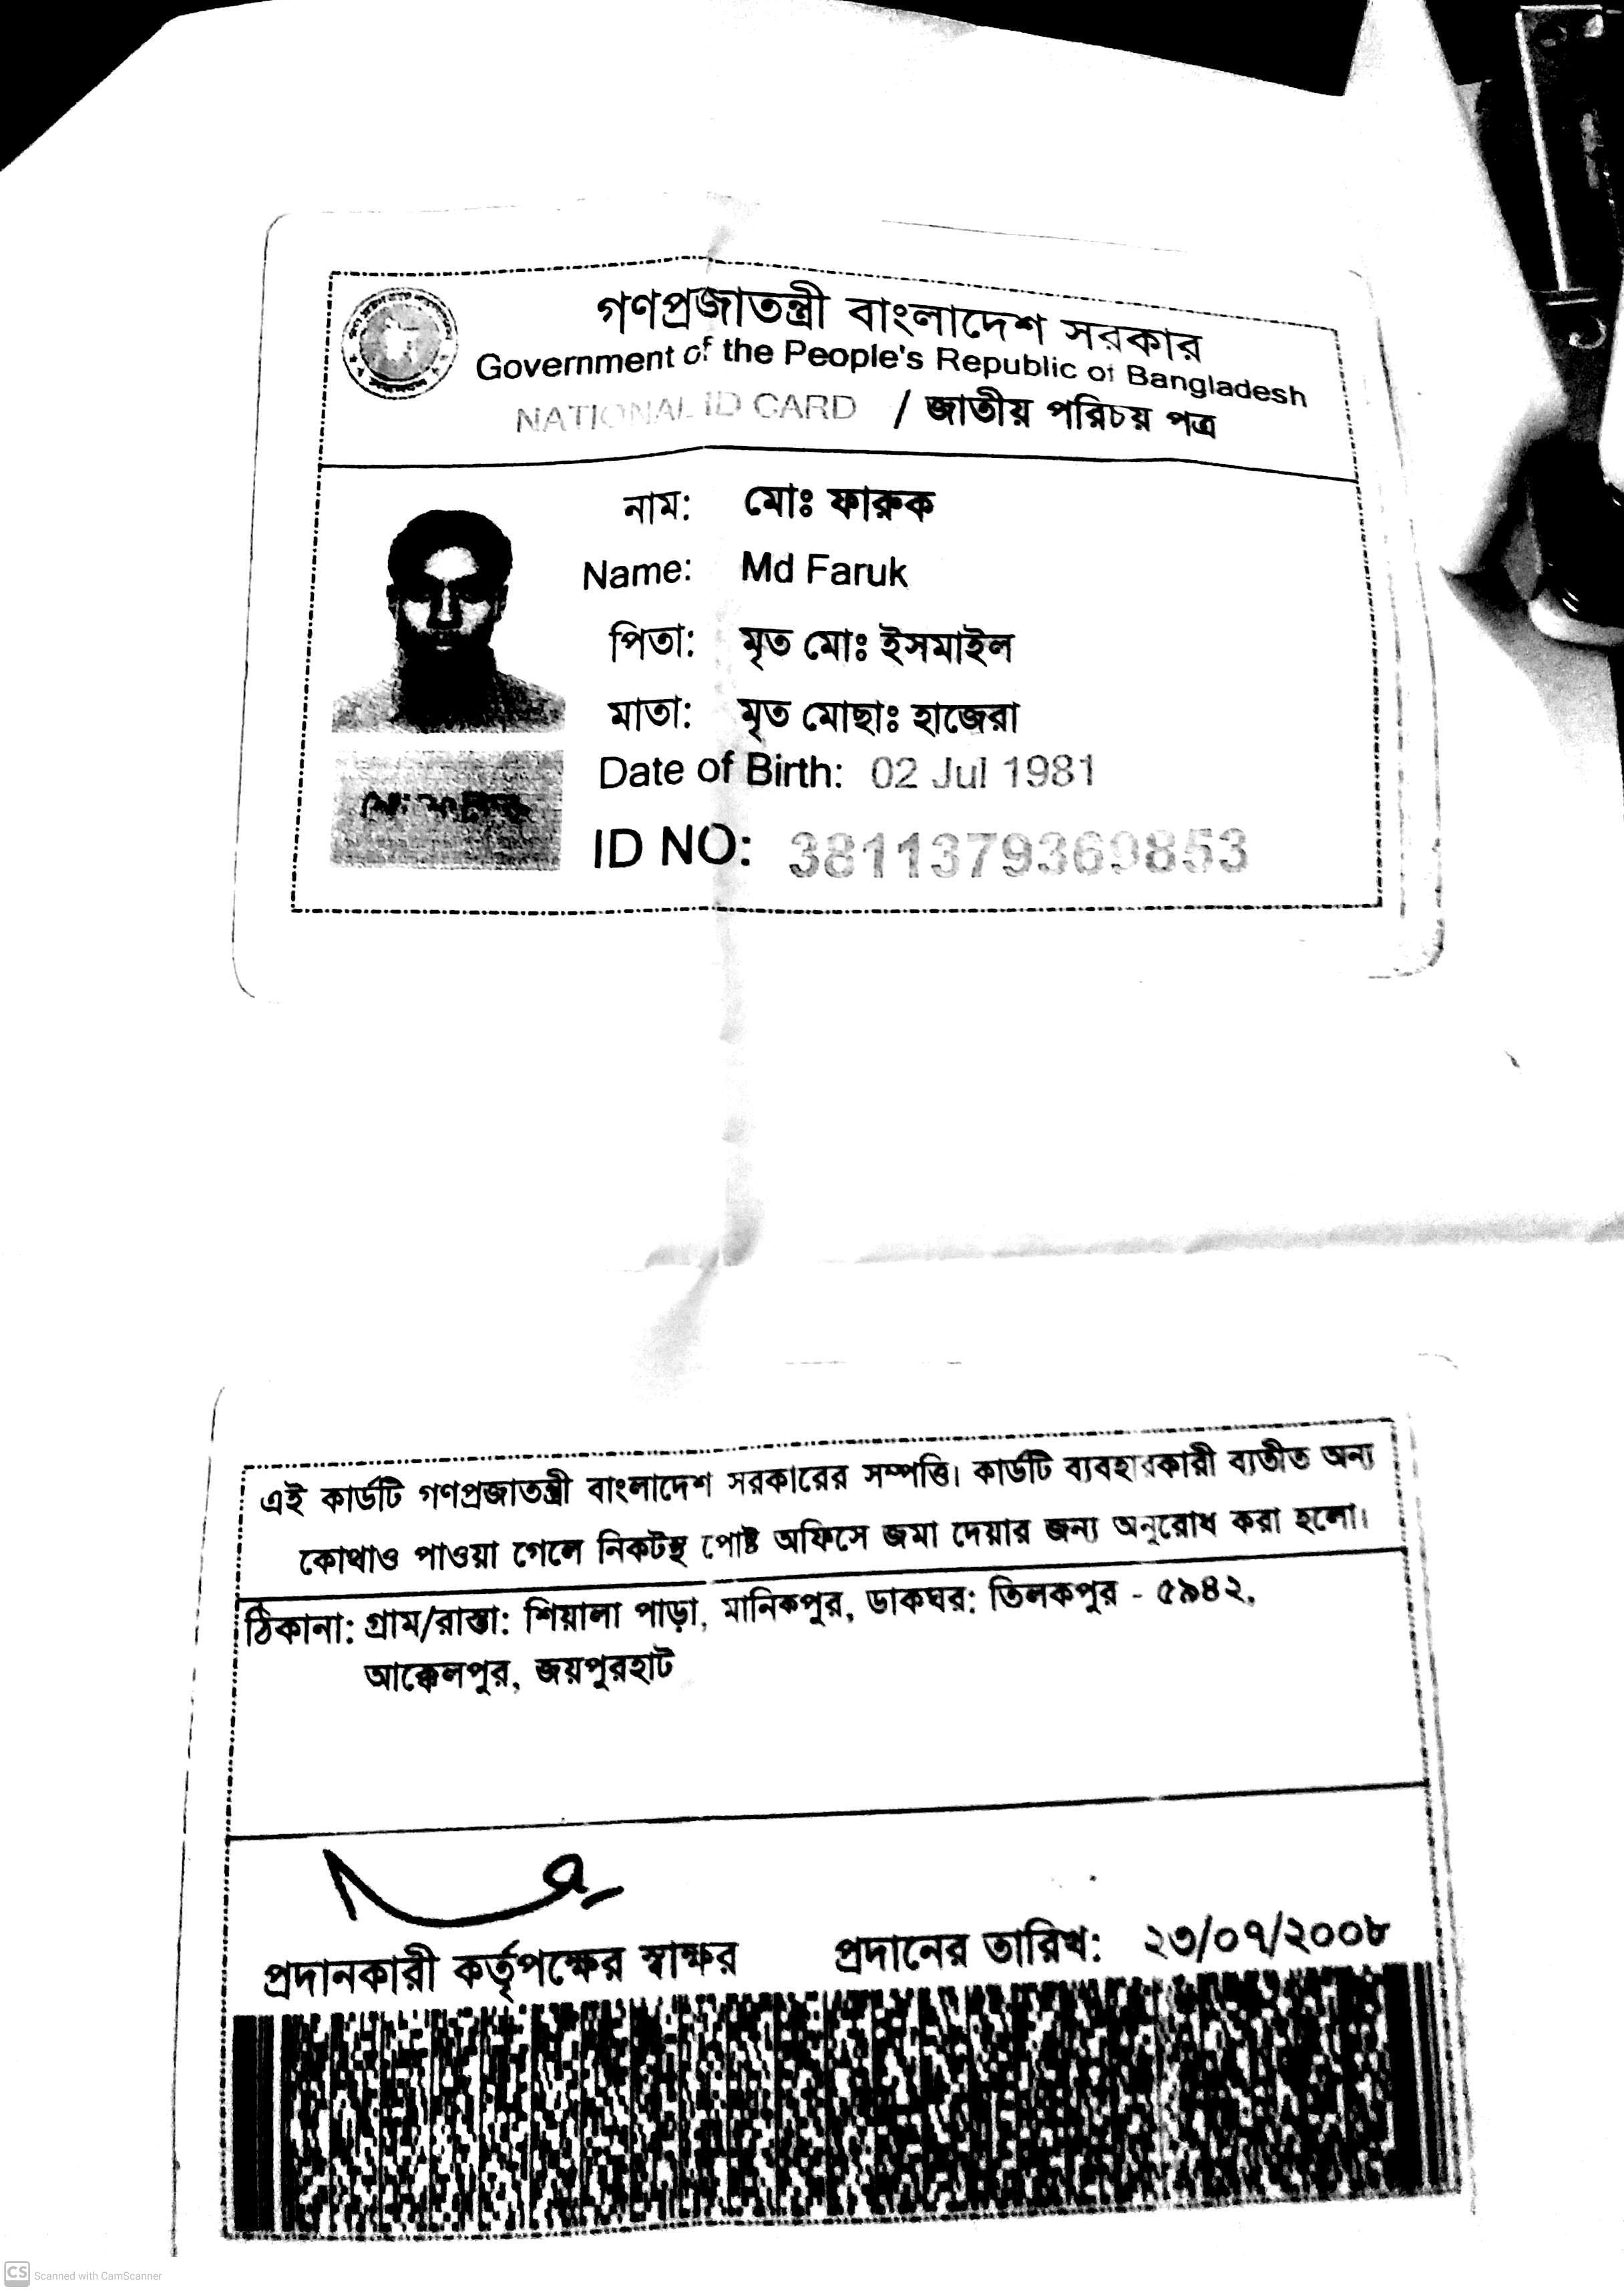 গণপ্রজাতন্ত্রী বাংলাদেশ সরকার
Government of the People's Republic of Bangladesh
NATIONAL ID CARD / জাতীয় পরিচয় পত্র
নাম: মোঃ ফারুক
Name: Md Faruk
পিতা: মৃত মোঃ ইসমাইল
মাতা: মৃত মোছাঃ হাজেরা
Date of Birth: 02 Jul 1981
ID NO:
এই কার্ডটি গণপ্রজাতন্ত্রী বাংলাদেশ সরকারের সম্পত্তি। কার্ডটি ব্যবহারকারী ব্যতীত অন্য
কোথাও পাওয়া গেলে নিকটস্থ পোষ্ট অফিসে জমা দেয়ার জন্য অনুরোধ করা হলো।
ঠিকানা: গ্রাম/রাস্তা: শিয়ালা পাড়া, মানিকপুর, ডাকঘর: তিলকপুর - ৫৯৪২,
আক্কেলপুর, জয়পুরহাট
প্রদানকারী কর্তৃপক্ষের স্বাক্ষর প্রদানের তারিখ: ২৩/০৭/২০০৮
CS Scanned with CamScanner